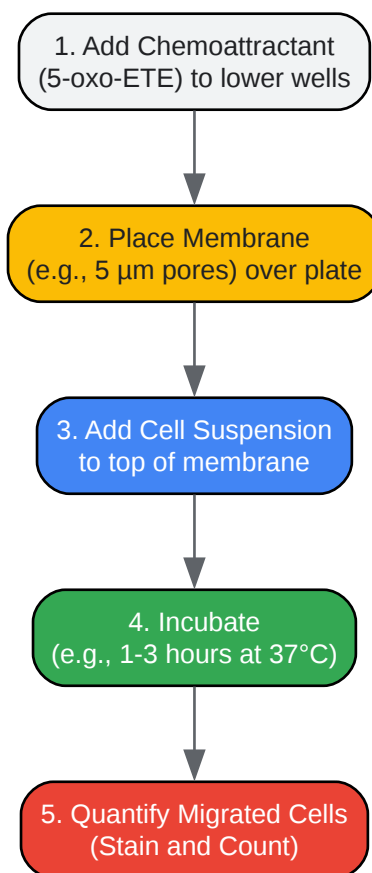 1. Add Chemoattractant
(5-oxo-ETE) to lower wells
2. Place Membrane
(e.g., 5 µm pores) over plate
3. Add Cell Suspension
to top of membrane
4. Incubate
(e.g., 1-3 hours at 37°C)
5. Quantify Migrated Cells
(Stain and Count)